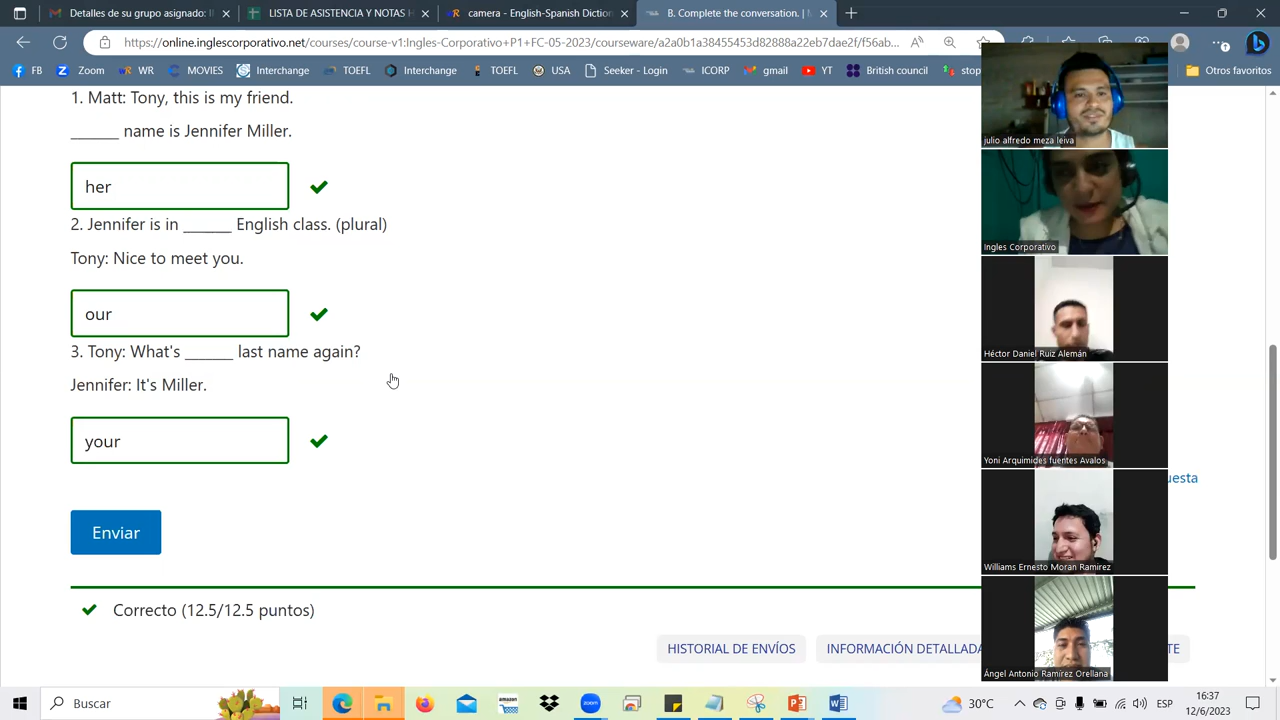 Detalles de su grupo asignado: I
LISTA DE ASISTENCIA Y NOTAS H
carrera - English-Spanish Diction
B. Complete the conversation. | f
https://online.inglescorporativo.net/courses/course-v1:Ingles-Corporativo+P1+FC-05-2023/courseware/a2a0b1a38455453d82888a22eb7dae2f/f56ab...
FB
Zoom
WR
MOVIES
Interchange
TOEFL
Interchange
TOEFL
USA
Seeker - Login
ICORP
gmail
YT
British council
Otros favoritos
1. Matt: Tony, this is my friend.
______ name is Jennifer Miller.
her
2. Jennifer is in ______ English class. (plural)
Tony: Nice to meet you.
our
3. Tony: What's ______ last name again?
Jennifer: It's Miller.
your
Enviar
Correcto (12.5/12.5 puntos)
HISTORIAL DE ENVÍOS
INFORMACIÓN DETALLADA
julio alfredo meza leiva
Ingles Corporativo
Héctor Daniel Ruiz Alemán
Yoni Arquimides fuentes Avalos
Williams Ernesto Moran Ramirez
Ángel Antonio Ramírez Orellana
Buscar
amazon
zoom
30°C
ESP
16:37
12/6/2023